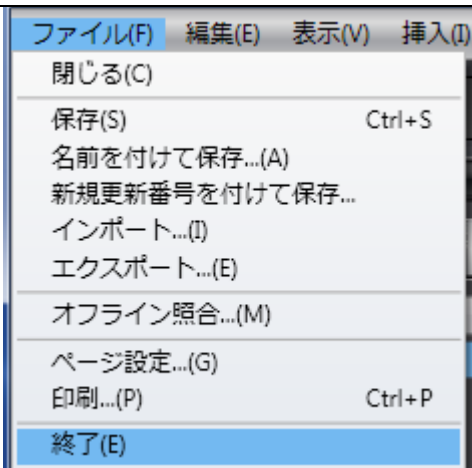 ファイル(F) 編集(E) 表示(V) 挿入(I)
閉じる(C)
保存(S) Ctrl+S
名前を付けて保存...(A)
新規更新番号を付けて保存...
インポート...(I)
エクスポート...(E)
オフライン照合...(M)
ページ設定...(G)
印刷...(P) Ctrl+P
終了(E)